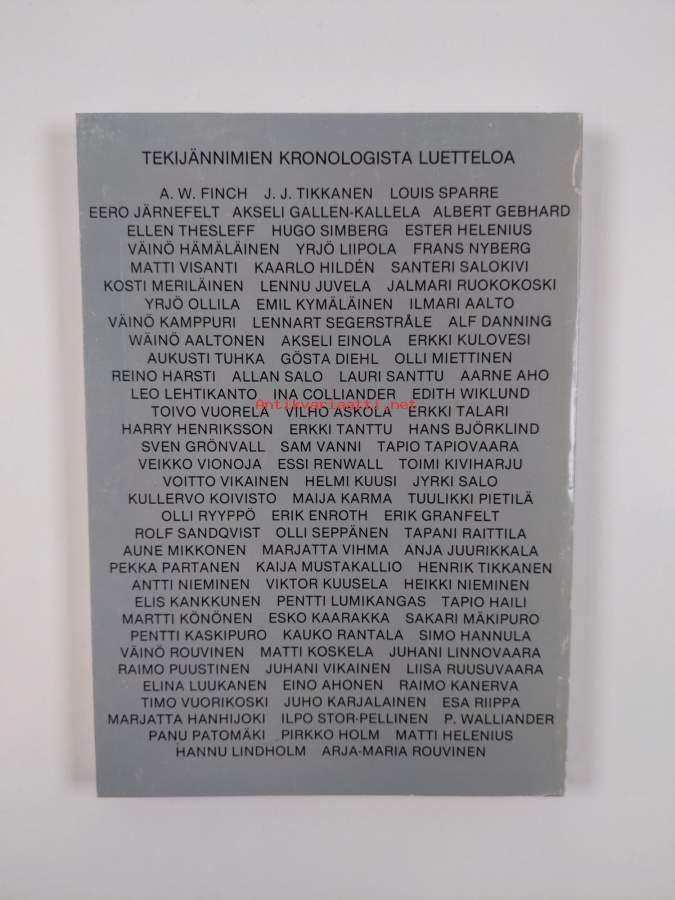 TEKIJÄNNIMIEN KRONOLOGISTA LUETTELOA
A. W. FINCH J. J. TIKKANEN LOUIS SPARRE
EERO JÄRNEFELT AKSELI GALLEN-KALLELA ALBERT GEBHARD
ELLEN THESLEFF HUGO SIMBERG ESTER HELENIUS
VÄINÖ HÄMÄLÄINEN YRJÖ LIIPOLA FRANS NYBERG
MATTI VISANTI KAARLO HILDÉN SANTERI SALOKIVI
KOSTI MERILÄINEN LENNU JUVELA JALMARI RUOKOKOSKI
YRJÖ OLLILA EMIL KYMÄLÄINEN ILMARI AALTO
VÄINÖ KAMPPURI LENNART SEGERSTRÅLE ALF DANNING
WÄINÖ AALTONEN AKSELI EINOLA ERKKI KULOVESI
AUKUSTI TUHKA GÖSTA DIEHL OLLI MIETTINEN
REINO HARSTI ALLAN SALO LAURI SANTTU AARNE AHO
LEO LEHTIKANTO INA COLLIANDER EDITH WIKLUND
Antikvariaatti.net
TOIVO VUORELA VILHO ASKOLA ERKKI TALARI
HARRY HENRIKSSON ERKKI TANTTU HANS BJÖRKLIND
SVEN GRÖNVALL SAM VANNI TAPIO TAPIOVAARA
VEIKKO VIONOJA ESSI RENWALL TOIMI KIVIHARJU
VOITTO VIKAINEN HELMI KUUSI JYRKI SALO
KULLERVO KOIVISTO MAIJA KARMA TUULIKKI PIETILÄ
OLLI RYYPPÖ ERIK ENROTH ERIK GRANFELT
ROLF SANDQVIST OLLI SEPPÄNEN TAPANI RAITTILA
AUNE MIKKONEN MARJATTA VIHMA ANJA JUURIKKALA
PEKKA PARTANEN KAIJA MUSTAKALLIO HENRIK TIKKANEN
ANTTI NIEMINEN VIKTOR KUUSELA HEIKKI NIEMINEN
ELIS KANKKUNEN PENTTI LUMIKANGAS TAPIO HAILI
MARTTI KÖNÖNEN ESKO KAARAKKA SAKARI MÄKIPURO
PENTTI KASKIPURO KAUKO RANTALA SIMO HANNULA
VÄINÖ ROUVINEN MATTI KOSKELA JUHANI LINNOVAARA
RAIMO PUUSTINEN JUHANI VIKAINEN LIISA RUUSUVAARA
ELINA LUUKANEN EINO AHONEN RAIMO KANERVA
TIMO VUORIKOSKI JUHO KARJALAINEN ESA RIIPPA
MARJATTA HANHIJOKI ILPO STOR-PELLINEN P. WALLIANDER
PANU PATOMÄKI PIRKKO HOLM MATTI HELENIUS
HANNU LINDHOLM ARJA-MARIA ROUVINEN